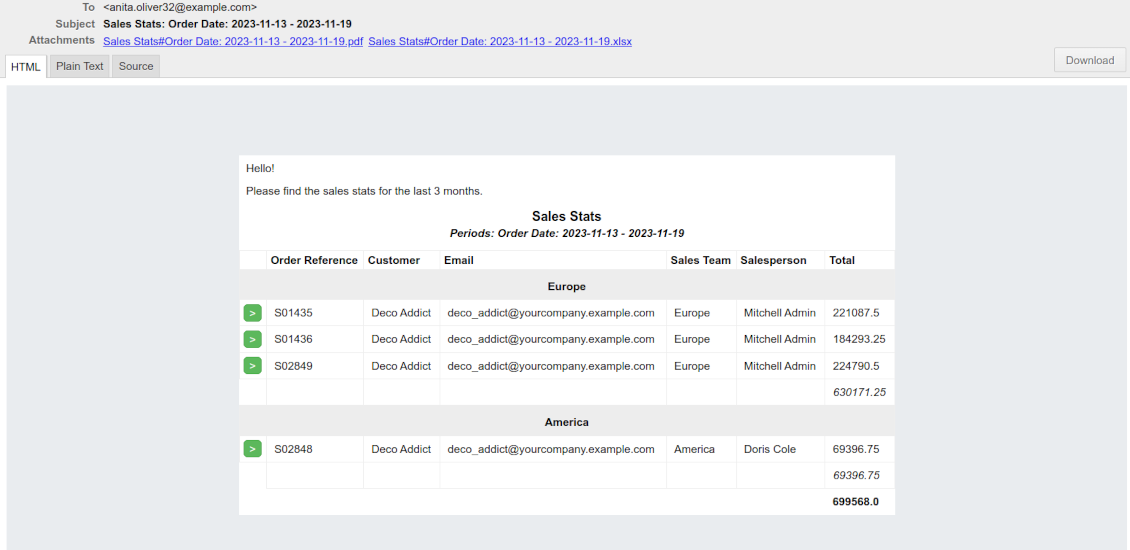 To <anita.oliver32@example.com>
Subject Sales Stats: Order Date: 2023-11-13 - 2023-11-19
Attachments Sales Stats#Order Date: 2023-11-13 - 2023-11-19.pdf Sales Stats#Order Date: 2023-11-13 - 2023-11-19.xlsx
HTML Plain Text Source Download
Hello!
Please find the sales stats for the last 3 months.
Sales Stats
Periods: Order Date: 2023-11-13 - 2023-11-19
Order Reference Customer Email Sales Team Salesperson Total
Europe
> S01435 Deco Addict deco_addict@yourcompany.example.com Europe Mitchell Admin 221087.5
> S01436 Deco Addict deco_addict@yourcompany.example.com Europe Mitchell Admin 184293.25
> S02849 Deco Addict deco_addict@yourcompany.example.com Europe Mitchell Admin 224790.5
630171.25
America
> S02848 Deco Addict deco_addict@yourcompany.example.com America Doris Cole 69396.75
69396.75
699568.0